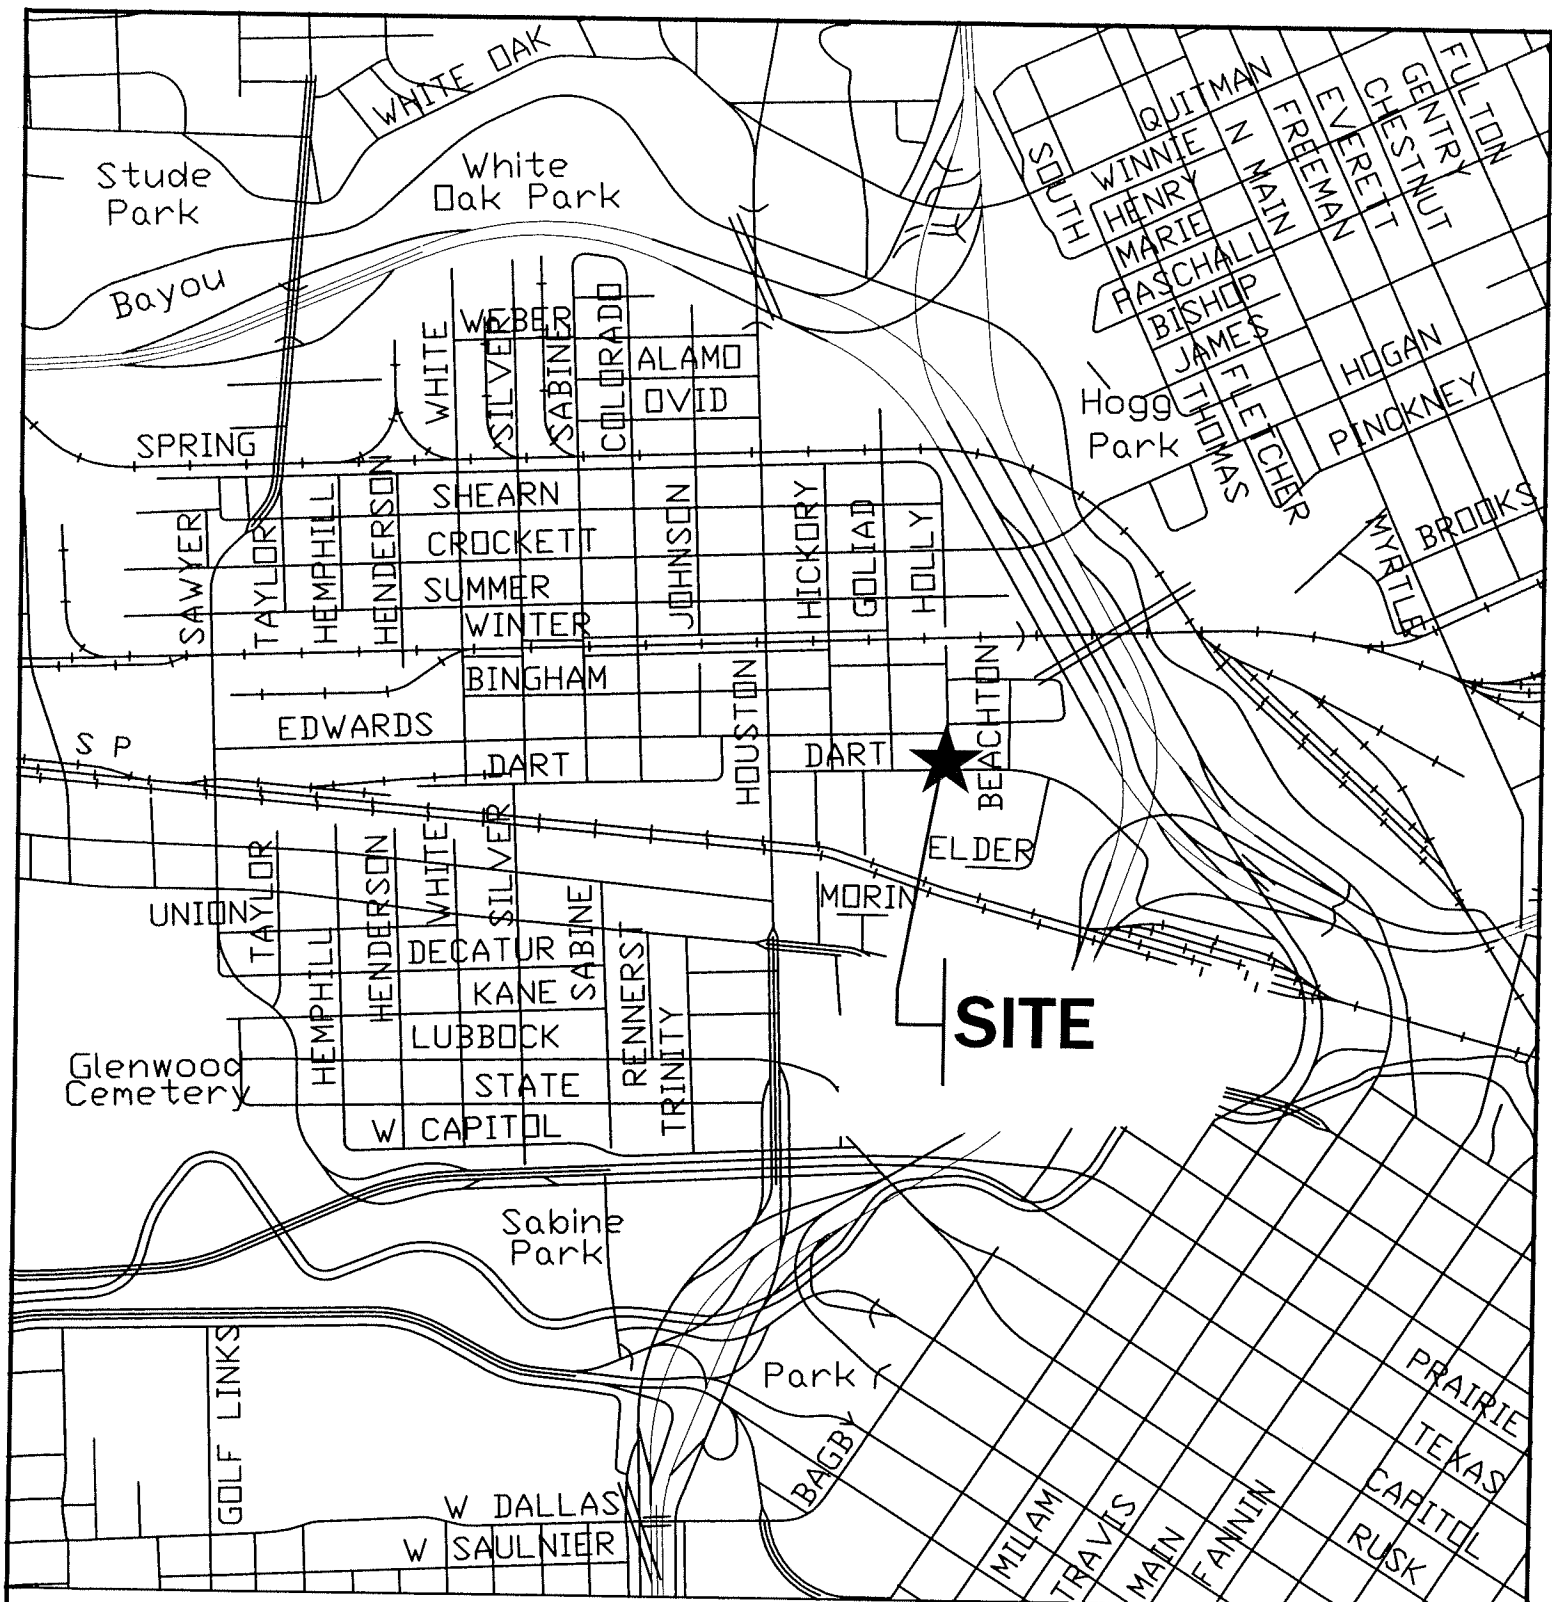 WHITE OAK
QUITMAN
FULTON
GENTRY
CHESTNUT
EVERETT
FREEMAN
N MAIN
WINNIE
SOUTH
HENRY
MARIE
PASCHALL
BISHOP
JAMES
Stude
Park
White
Oak Park
Bayou
WEBER
WHITE
SILVER
SABINE
COLORADO
ALAMO
OVID
HOGAN
PINCKNEY
Hogg
Park
THOMAS
FLETCHER
SPRING
SHEARN
CROCKETT
SUMMER
WINTER
BINGHAM
SAWYER
TAYLOR
HEMPHILL
HENDERSON
JOHNSON
HICKORY
GOLIAD
HOLLY
MYRTLE
BROOKS
EDWARDS
DART
HOUSTON
DART
BEACHTON
S P
ELDER
MORIN
TAYLOR
HENDERSON
WHITE
SILVER
UNION
DECATUR
SABINE
KANE
HEMPHILL
LUBBOCK
RENNERST
TRINITY
STATE
W CAPITOL
SITE
Glenwood
Cemetery
Sabine
Park
Park
GOLF LINKS
BAGBY
W DALLAS
W SAULNIER
PRAIRIE
TEXAS
CAPITOL
RUSK
MILAM
TRAVIS
MAIN
FANNIN